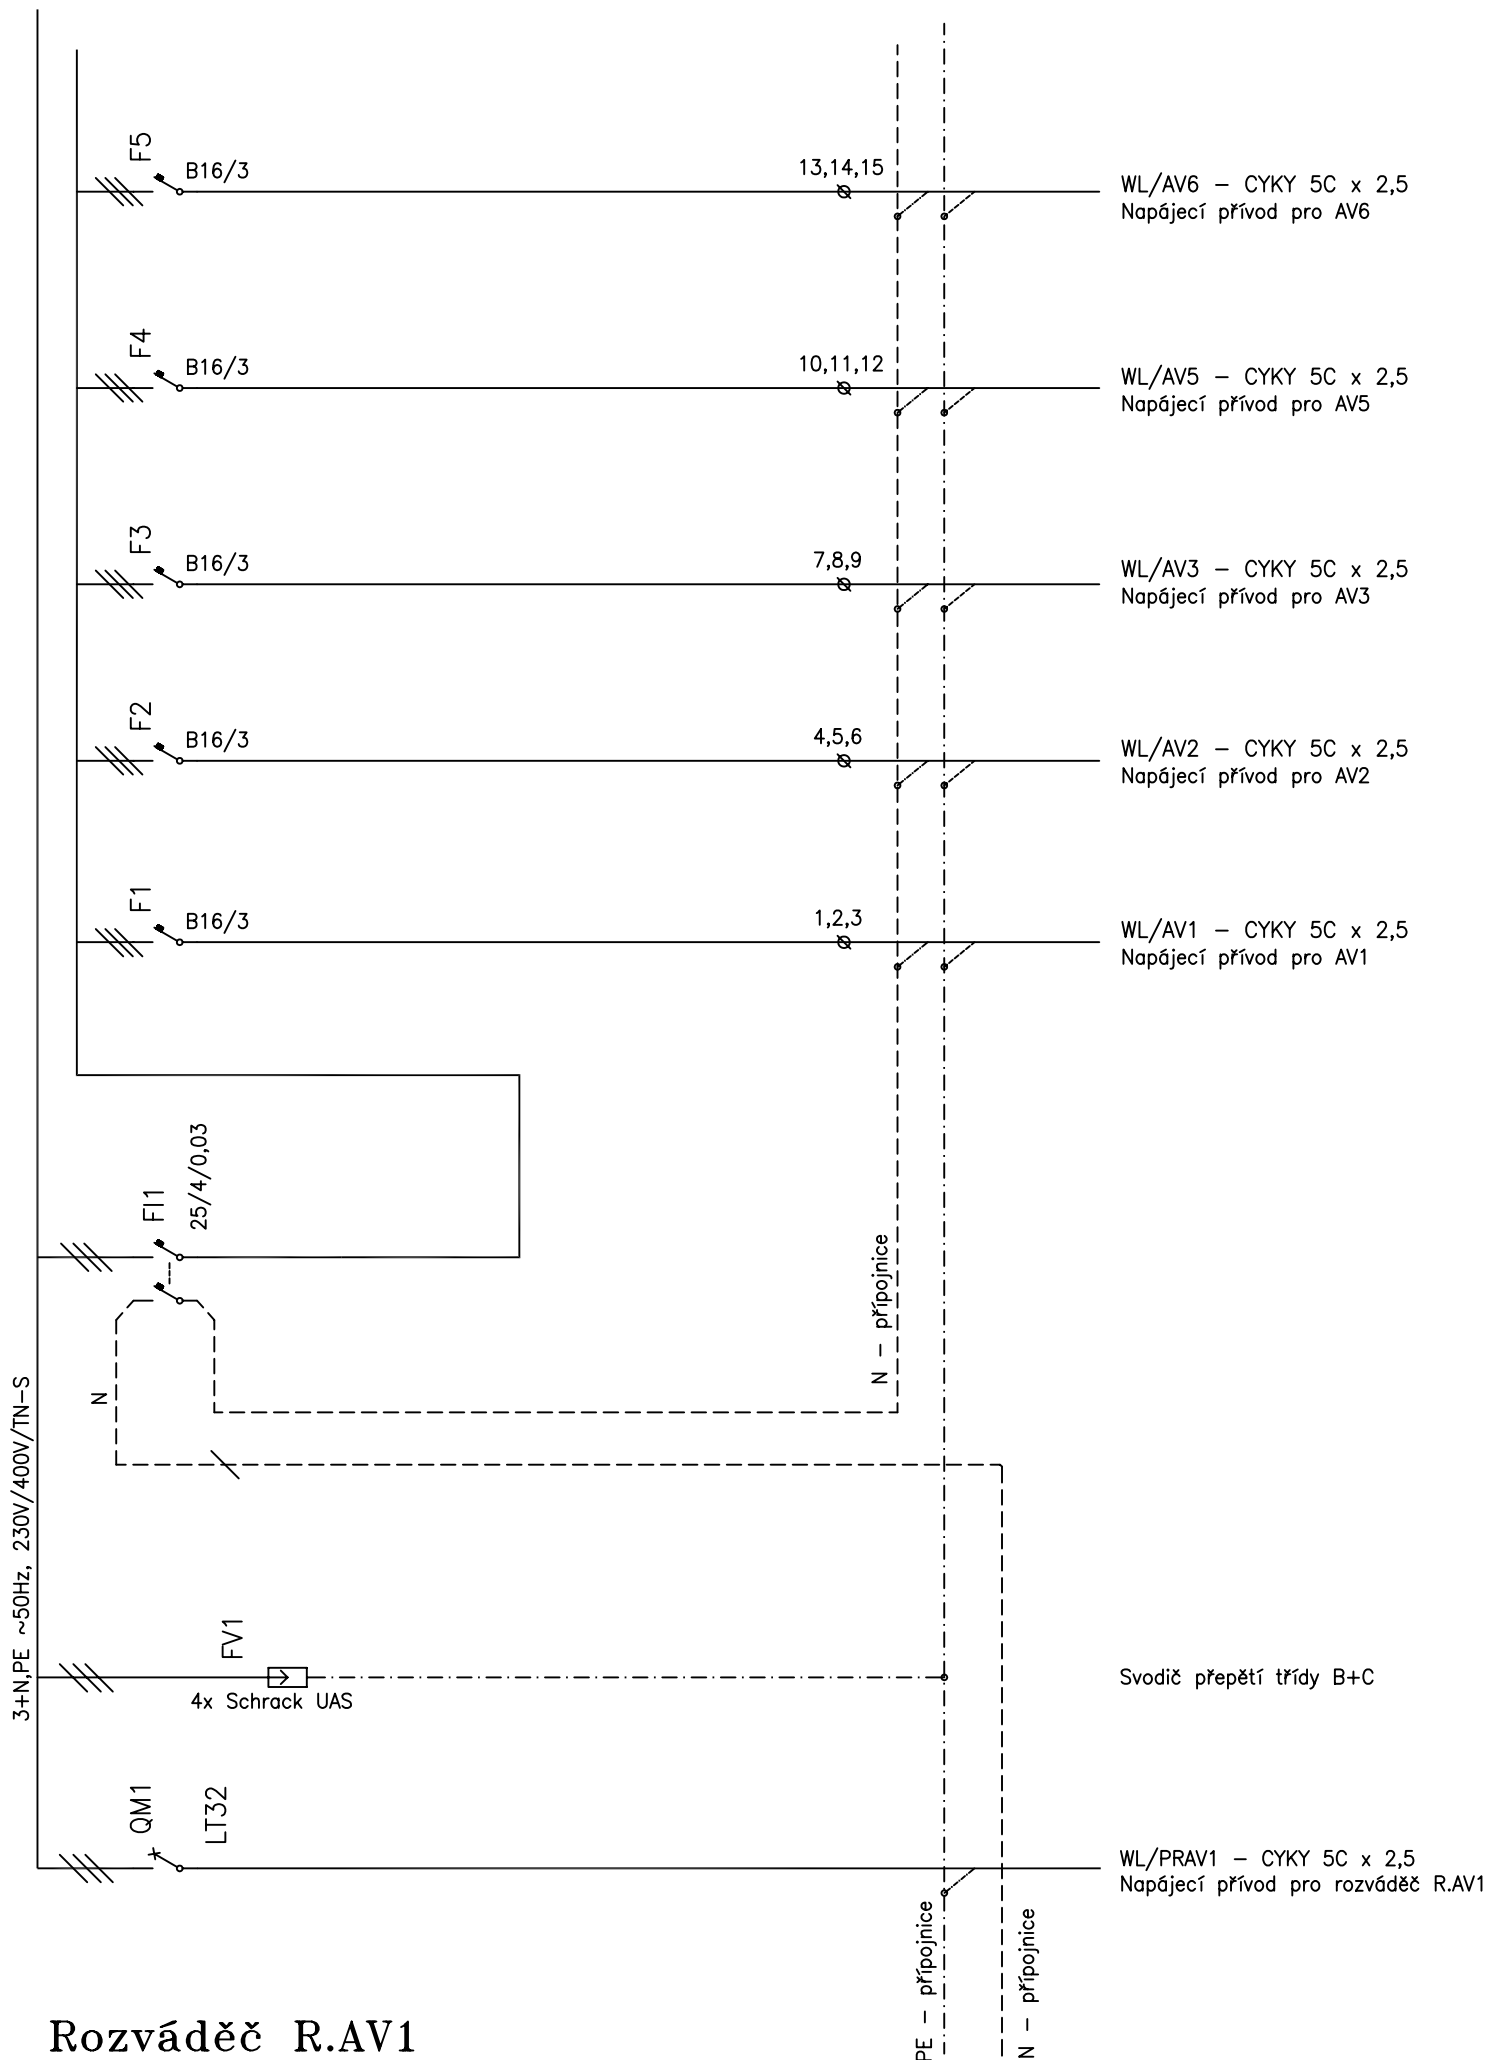 F5
B16/3
13,14,15
WL/AV6 – CYKY 5C x 2,5
Napájecí přívod pro AV6
F4
B16/3
10,11,12
WL/AV5 – CYKY 5C x 2,5
Napájecí přívod pro AV5
F3
B16/3
7,8,9
WL/AV3 – CYKY 5C x 2,5
Napájecí přívod pro AV3
F2
B16/3
4,5,6
WL/AV2 – CYKY 5C x 2,5
Napájecí přívod pro AV2
F1
B16/3
1,2,3
WL/AV1 – CYKY 5C x 2,5
Napájecí přívod pro AV1
FI1
25/4/0,03
N – přípojnice
N
3+N,PE ~50Hz, 230V/400V/TN–S
FV1
4x Schrack UAS
Svodič přepětí třídy B+C
QM1
LT32
WL/PRAV1 – CYKY 5C x 2,5
Napájecí přívod pro rozváděč R.AV1
PE – přípojnice
N – přípojnice
Rozváděč R.AV1